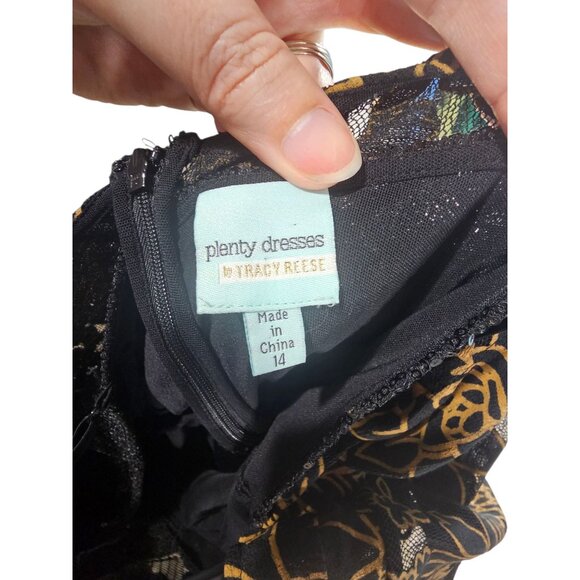 plenty dresses
by TRACY REESE
Made
in
China
14